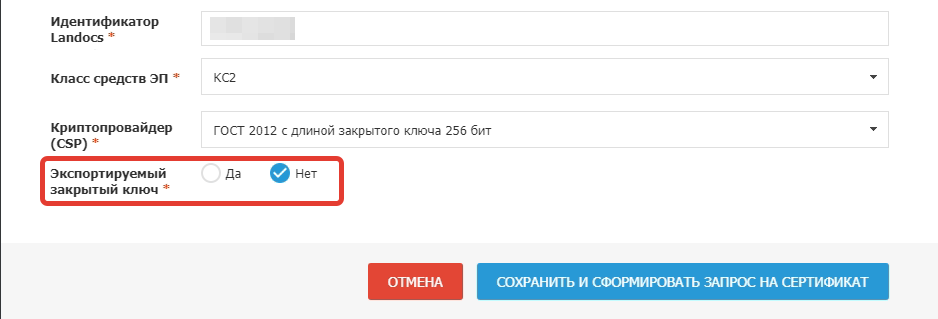 Идентификатор
Landocs *
Класс средств ЭП * КС2
Криптопровайдер
(CSP) * ГОСТ 2012 с длиной закрытого ключа 256 бит
Экспортируемый
закрытый ключ * Да Нет
ОТМЕНА СОХРАНИТЬ И СФОРМИРОВАТЬ ЗАПРОС НА СЕРТИФИКАТ